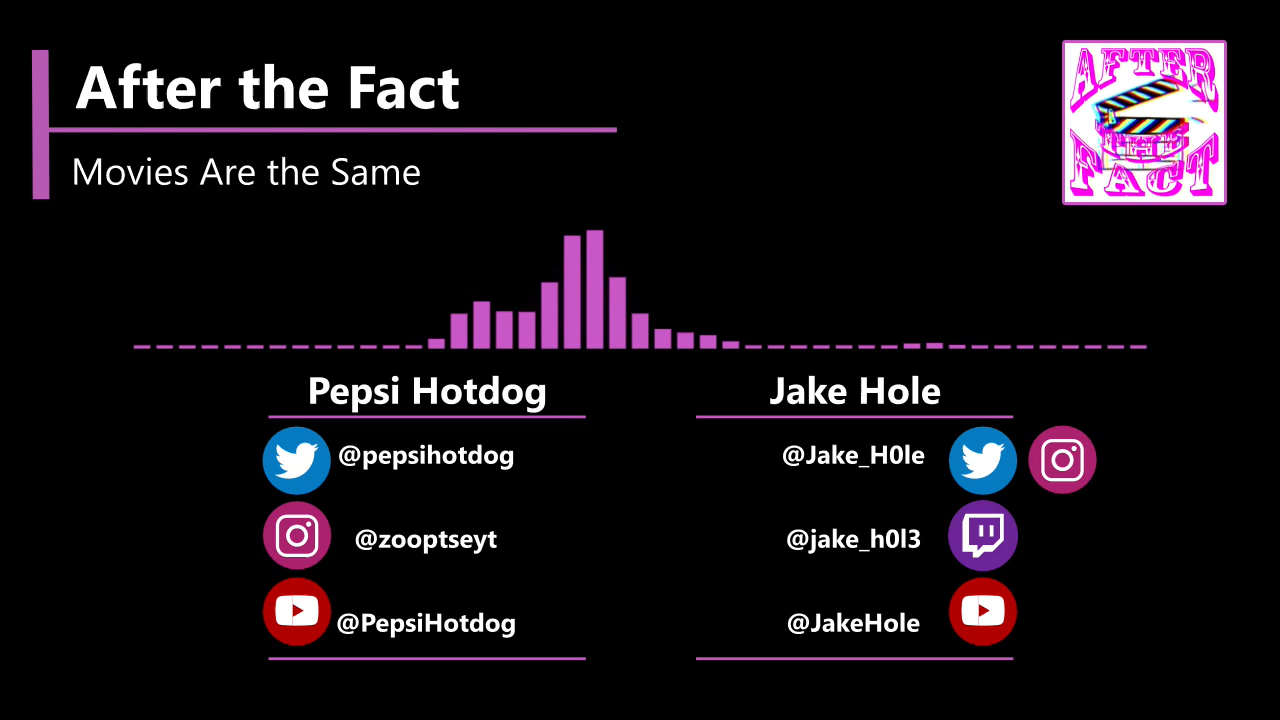 After the Fact
Movies Are the Same
AFTER
THE
FACT
Pepsi Hotdog
@pepsihotdog
@zooptseyt
@PepsiHotdog
Jake Hole
@Jake_H0le
@jake_h0l3
@JakeHole